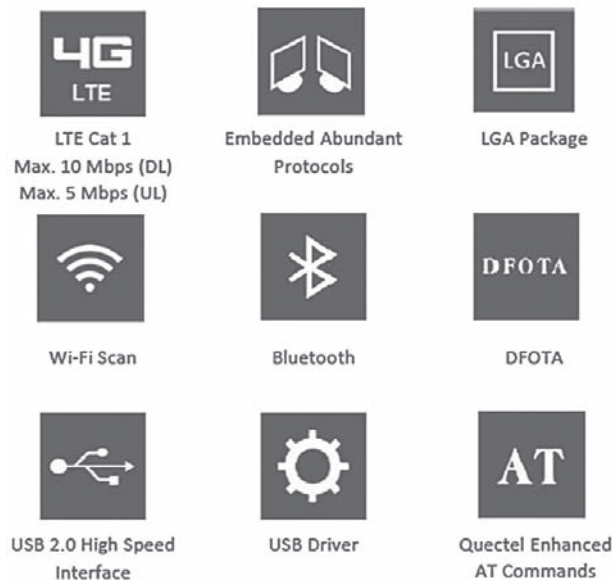 4G
LTE
LGA
LTE Cat 1
Max. 10 Mbps (DL)
Max. 5 Mbps (UL)
Embedded Abundant
Protocols
LGA Package
DFOTA
Wi-Fi Scan
Bluetooth
DFOTA
AT
USB 2.0 High Speed
Interface
USB Driver
Quectel Enhanced
AT Commands